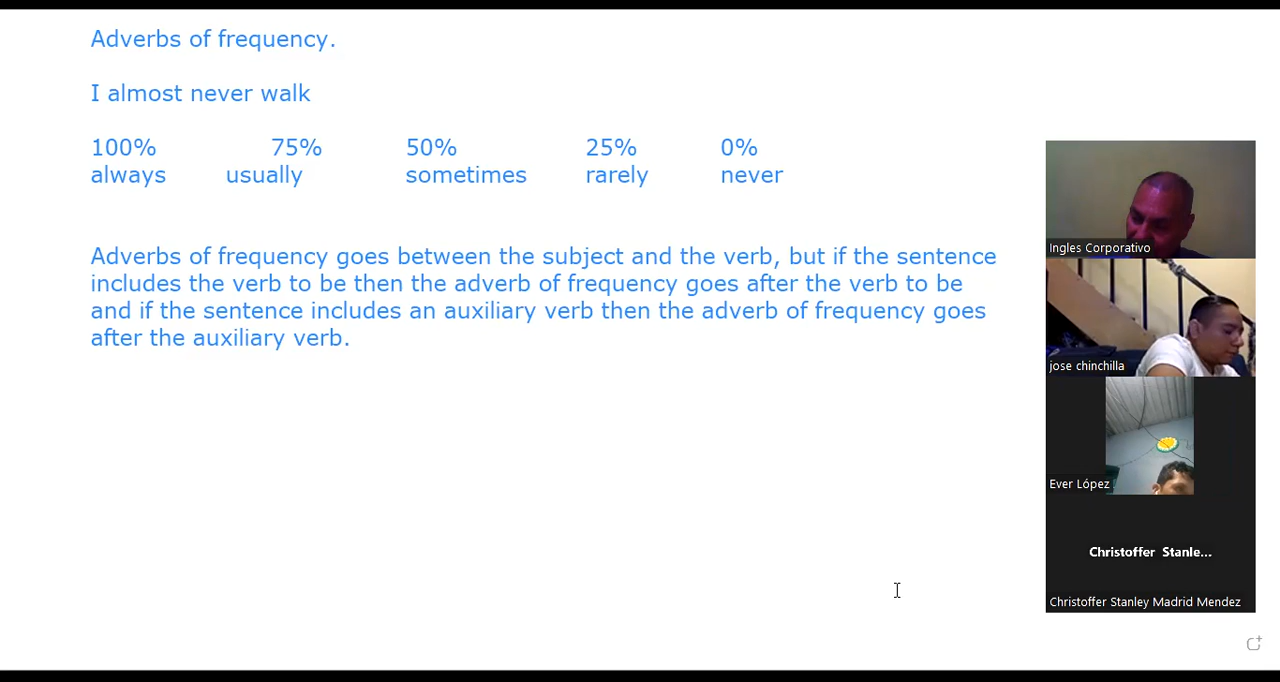 Adverbs of frequency.
I almost never walk
100% 75% 50% 25% 0%
always usually sometimes rarely never
Adverbs of frequency goes between the subject and the verb, but if the sentence
includes the verb to be then the adverb of frequency goes after the verb to be
and if the sentence includes an auxiliary verb then the adverb of frequency goes
after the auxiliary verb.
Ingles Corporativo
jose chinchilla
Ever López
Christoffer Stanle...
Christoffer Stanley Madrid Mendez